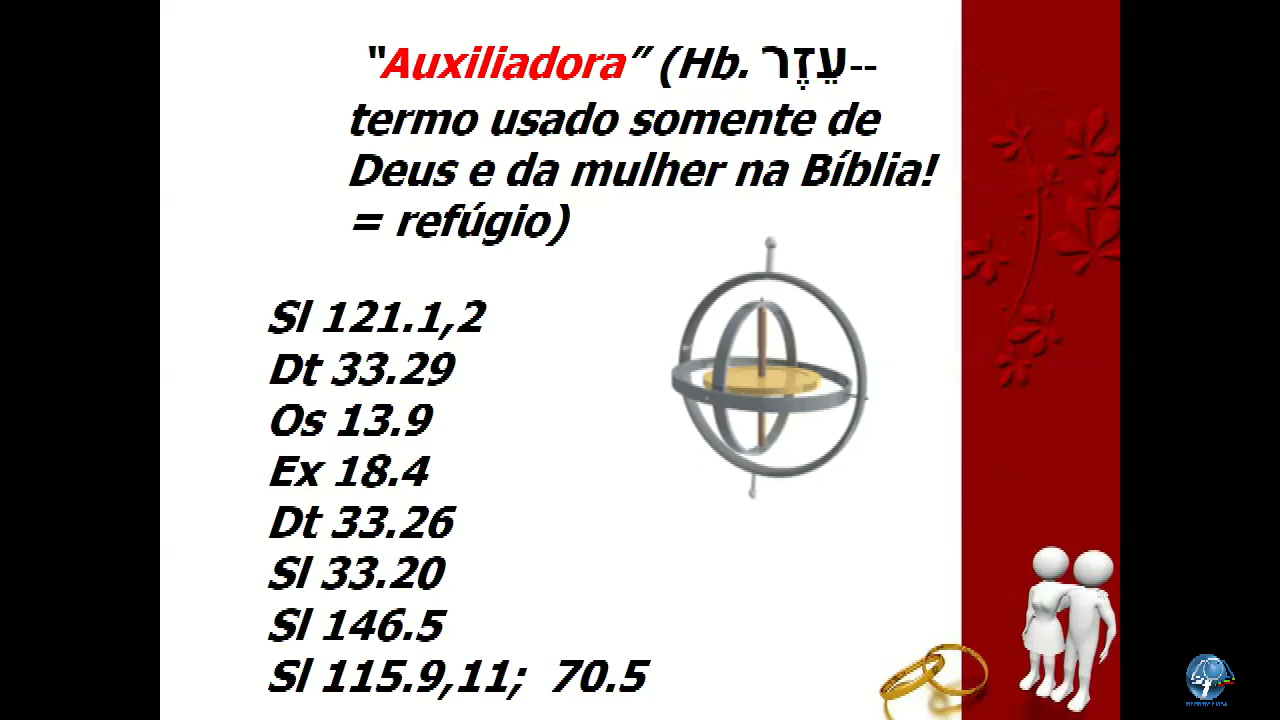 “Auxiliadora” (Hb. עֵזֶר--
termo usado somente de
Deus e da mulher na Bíblia!
= refúgio)
Sl 121.1,2
Dt 33.29
Os 13.9
Ex 18.4
Dt 33.26
Sl 33.20
Sl 146.5
Sl 115.9,11;  70.5